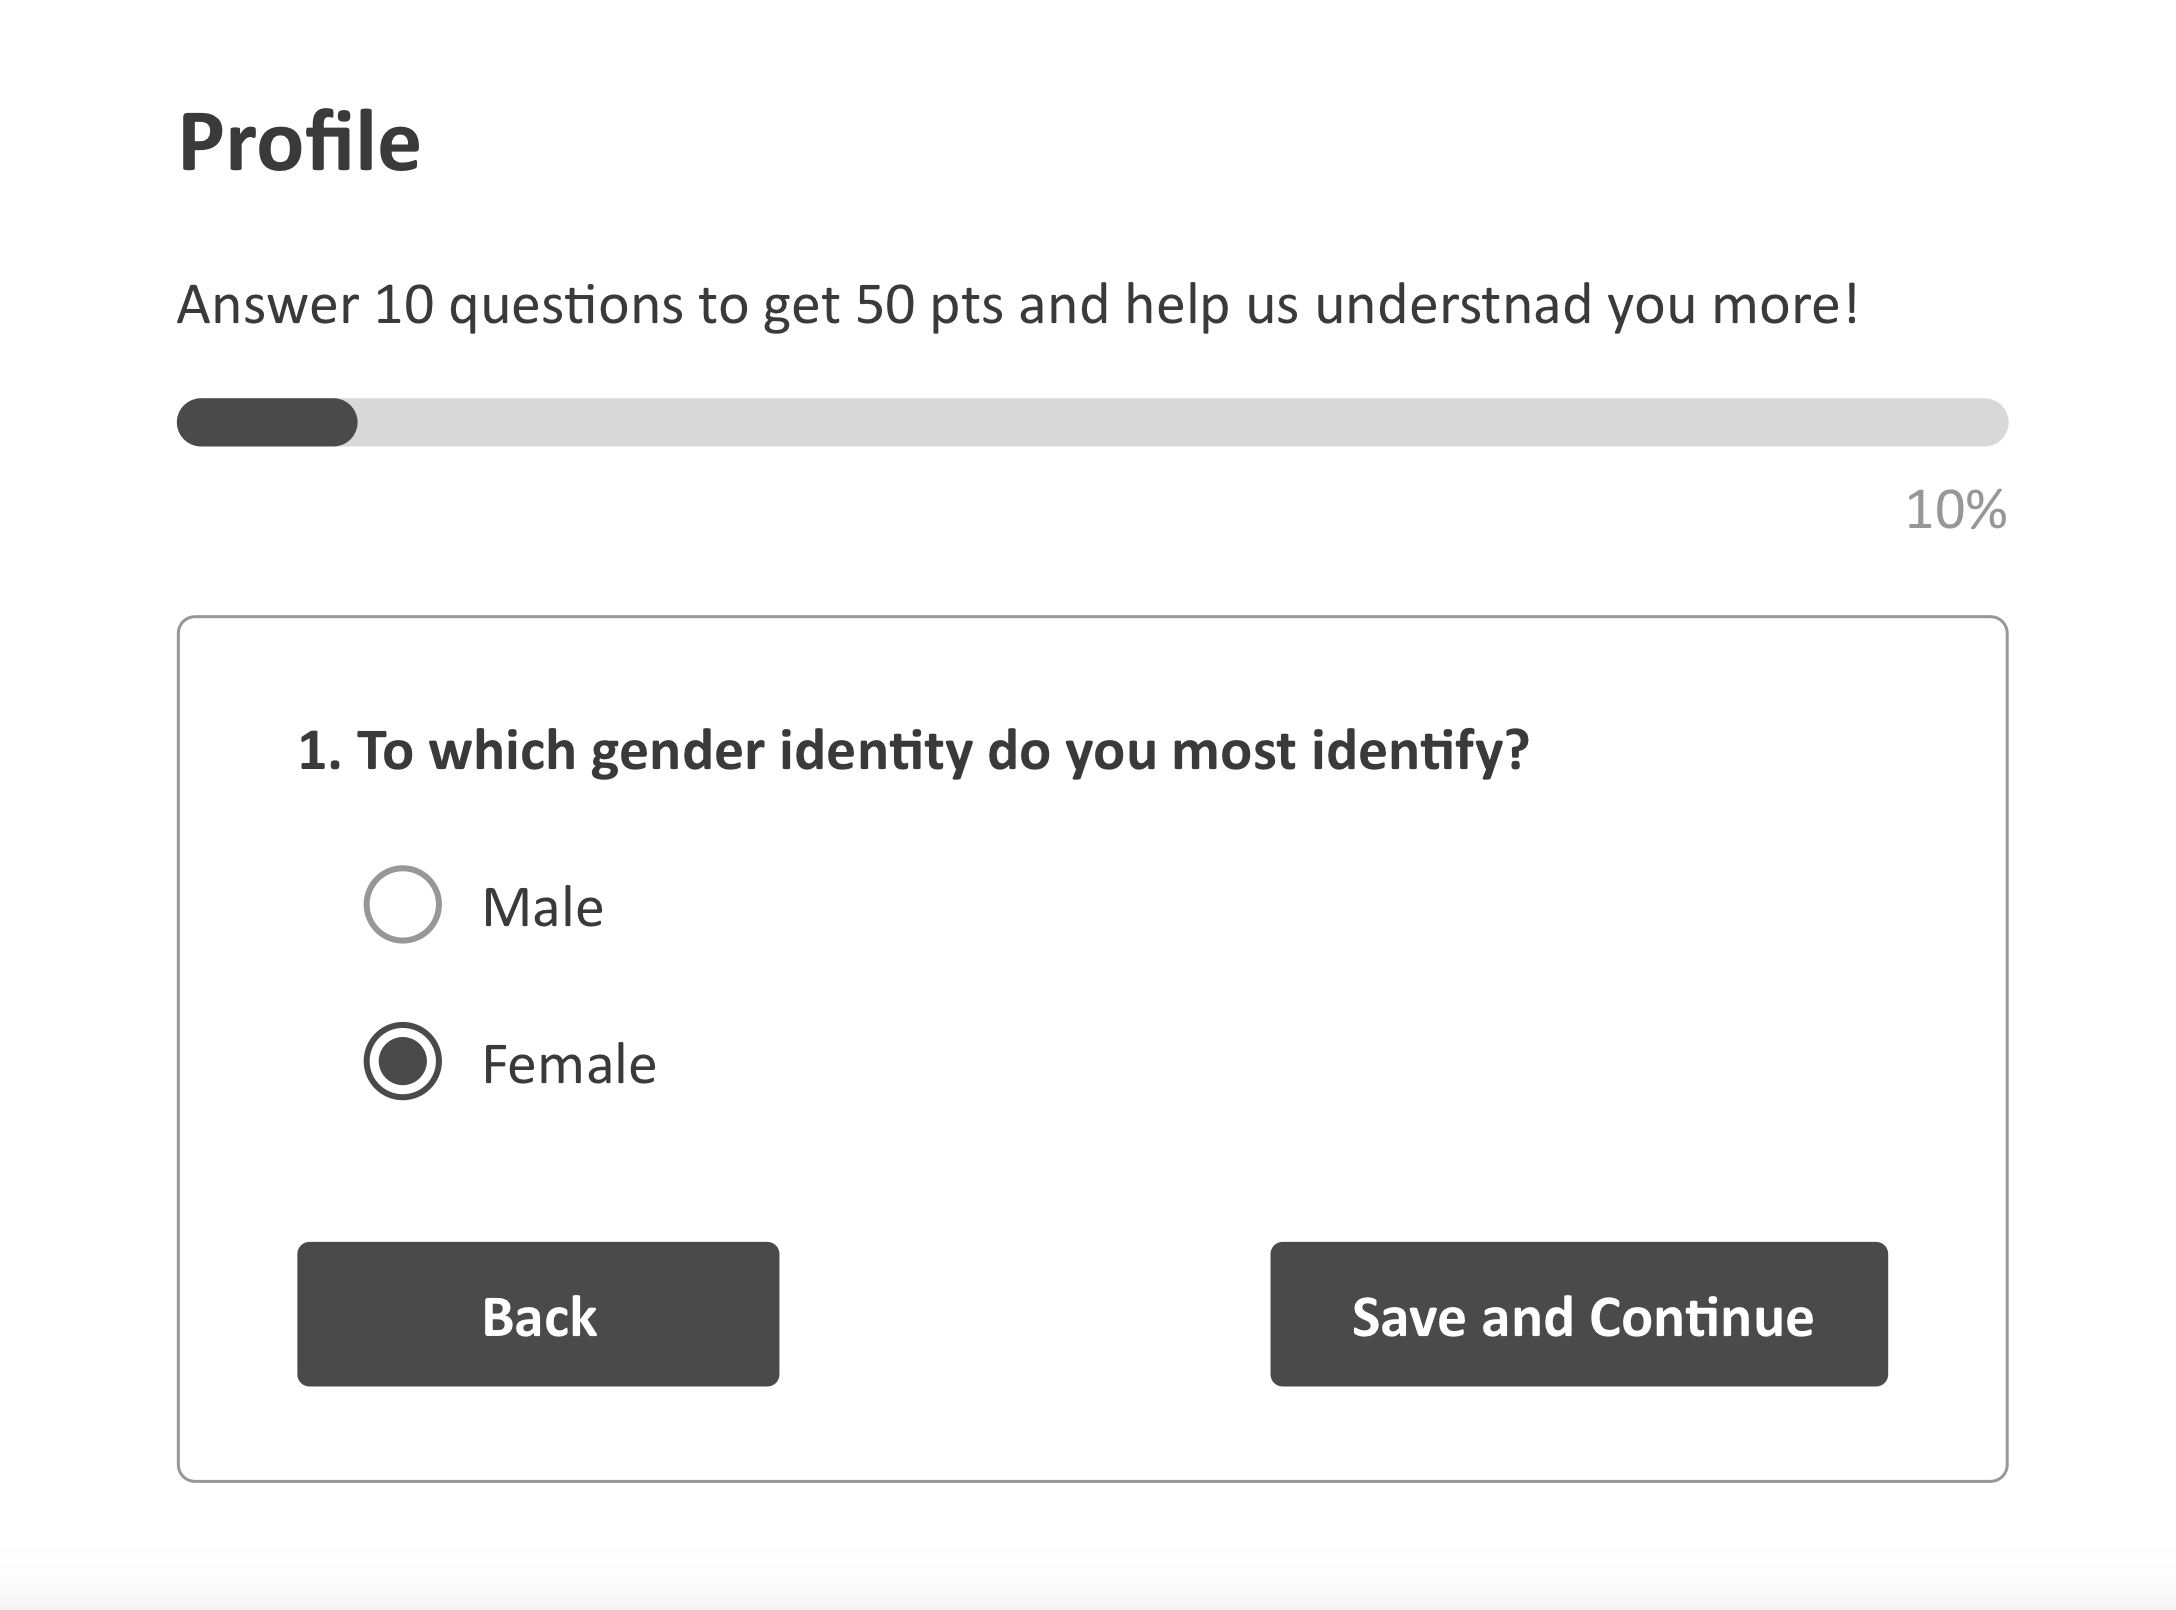 Profile
Answer 10 questions to get 50 pts and help us understnad you more!
10%
1. To which gender identity do you most identify?
Male
Female
Back
Save and Continue